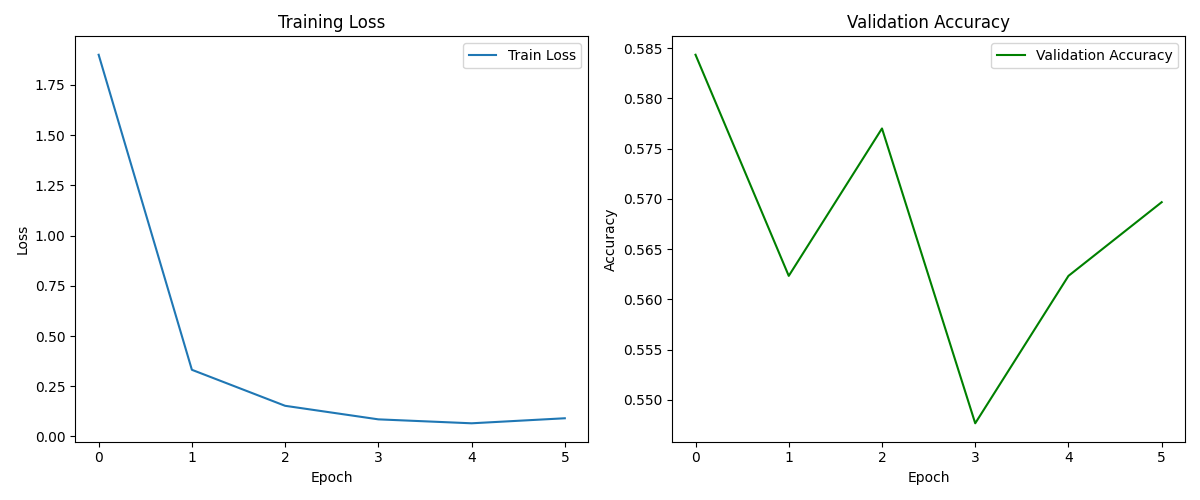 Training Loss
Train Loss
1.75
1.50
1.25
1.00
0.75
0.50
0.25
0.00
Loss
0 1 2 3 4 5
Epoch
Validation Accuracy
Validation Accuracy
0.585
0.580
0.575
0.570
0.565
0.560
0.555
0.550
Accuracy
0 1 2 3 4 5
Epoch